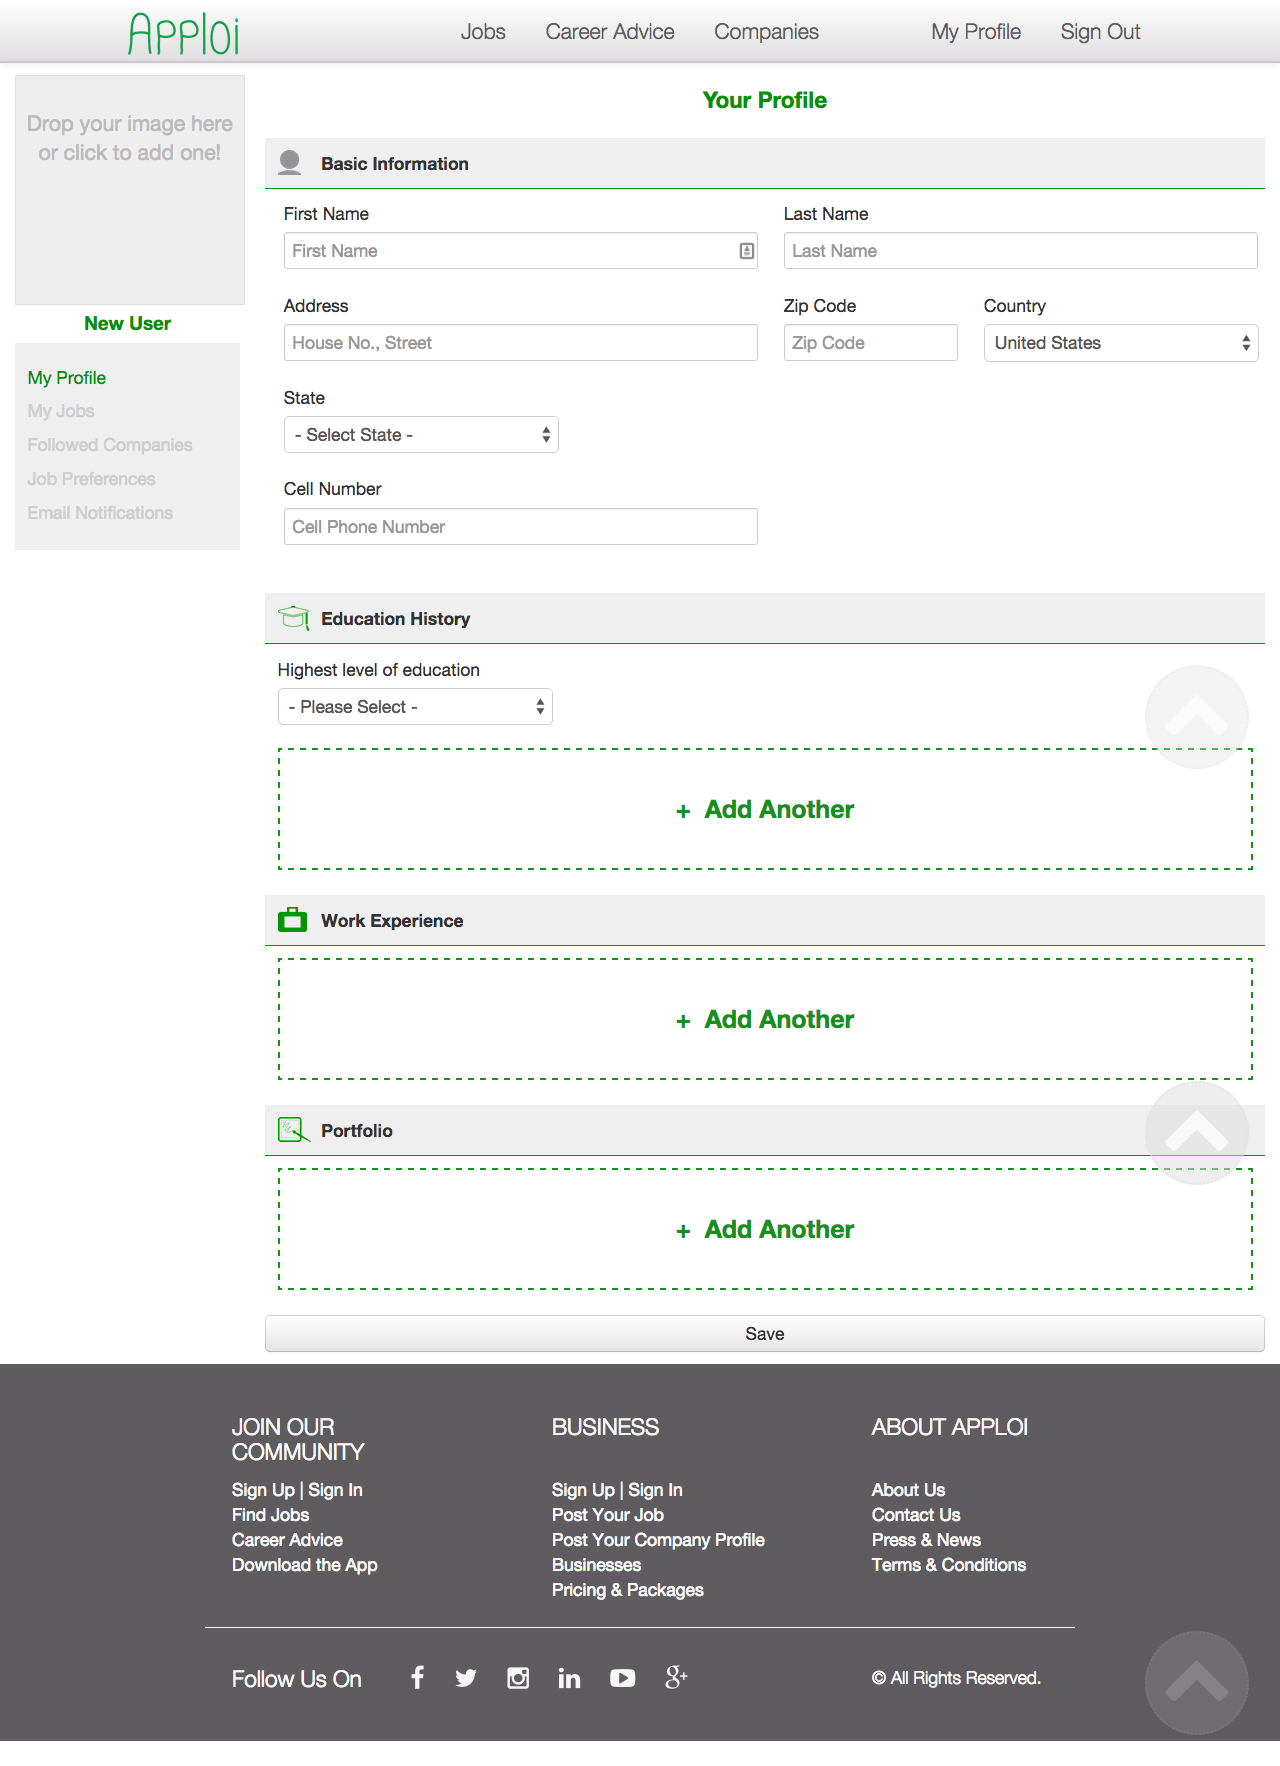 Apploi
Jobs Career Advice Companies My Profile Sign Out
Drop your image here
or click to add one!
New User
My Profile
My Jobs
Followed Companies
Job Preferences
Email Notifications
Your Profile
Basic Information
First Name Last Name
First Name Last Name
Address Zip Code Country
House No., Street Zip Code United States
State
- Select State -
Cell Number
Cell Phone Number
Education History
Highest level of education
- Please Select -
+ Add Another
Work Experience
+ Add Another
Portfolio
+ Add Another
Save
JOIN OUR
COMMUNITY
Sign Up | Sign In
Find Jobs
Career Advice
Download the App
BUSINESS
Sign Up | Sign In
Post Your Job
Post Your Company Profile
Businesses
Pricing & Packages
ABOUT APPLOI
About Us
Contact Us
Press & News
Terms & Conditions
Follow Us On
© All Rights Reserved.